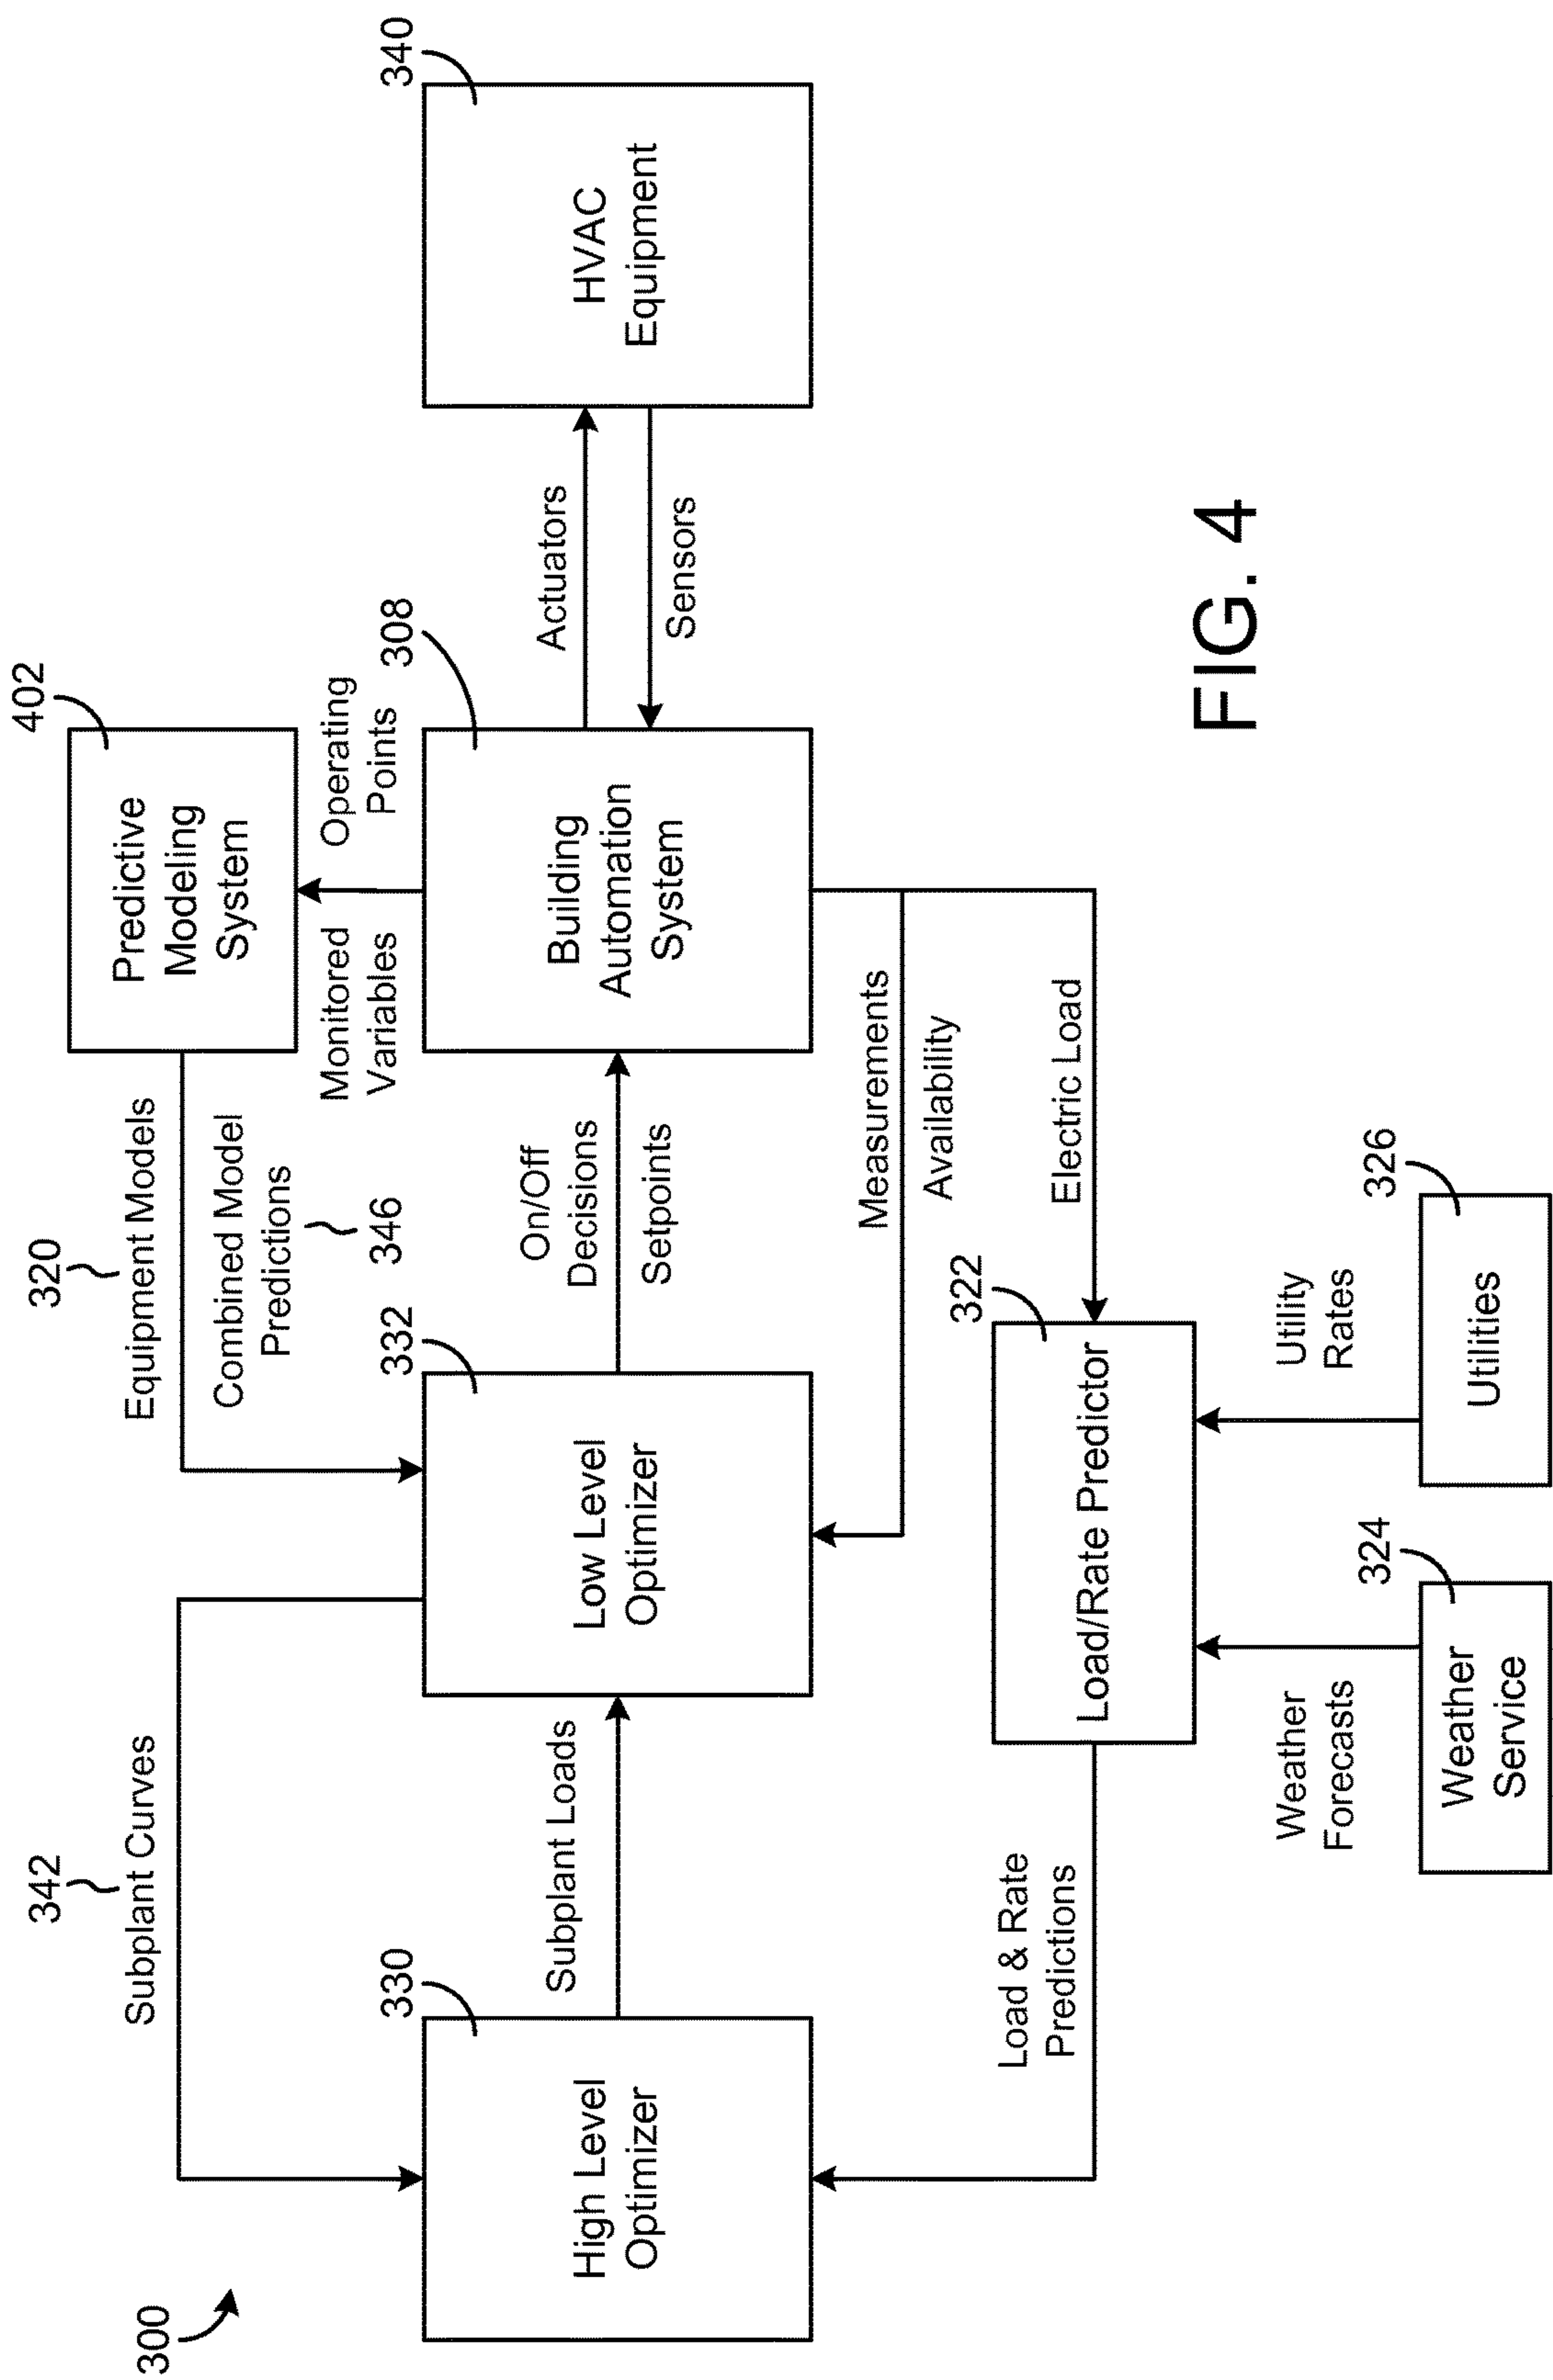 300
342
Subplant Curves
320
Equipment Models
Combined Model
Predictions
346
402
Predictive
Modeling
System
Monitored
Variables
Operating
Points
330
High Level
Optimizer
Subplant Loads
332
Low Level
Optimizer
On/Off
Decisions
Setpoints
308
Building
Automation
System
Actuators
Sensors
340
HVAC
Equipment
Measurements
Availability
Electric Load
Load & Rate
Predictions
322
Load/Rate Predictor
Weather
Forecasts
Utility
Rates
324
Weather
Service
326
Utilities
FIG. 4